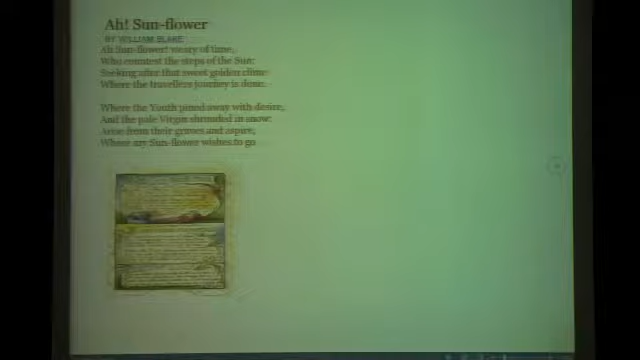 Ah! Sun-flower
BY WILLIAM BLAKE
Ah Sun-flower! weary of time,
Who countest the steps of the Sun:
Seeking after that sweet golden clime
Where the travellers journey is done.
Where the Youth pined away with desire,
And the pale Virgin shrouded in snow:
Arise from their graves and aspire,
Where my Sun-flower wishes to go